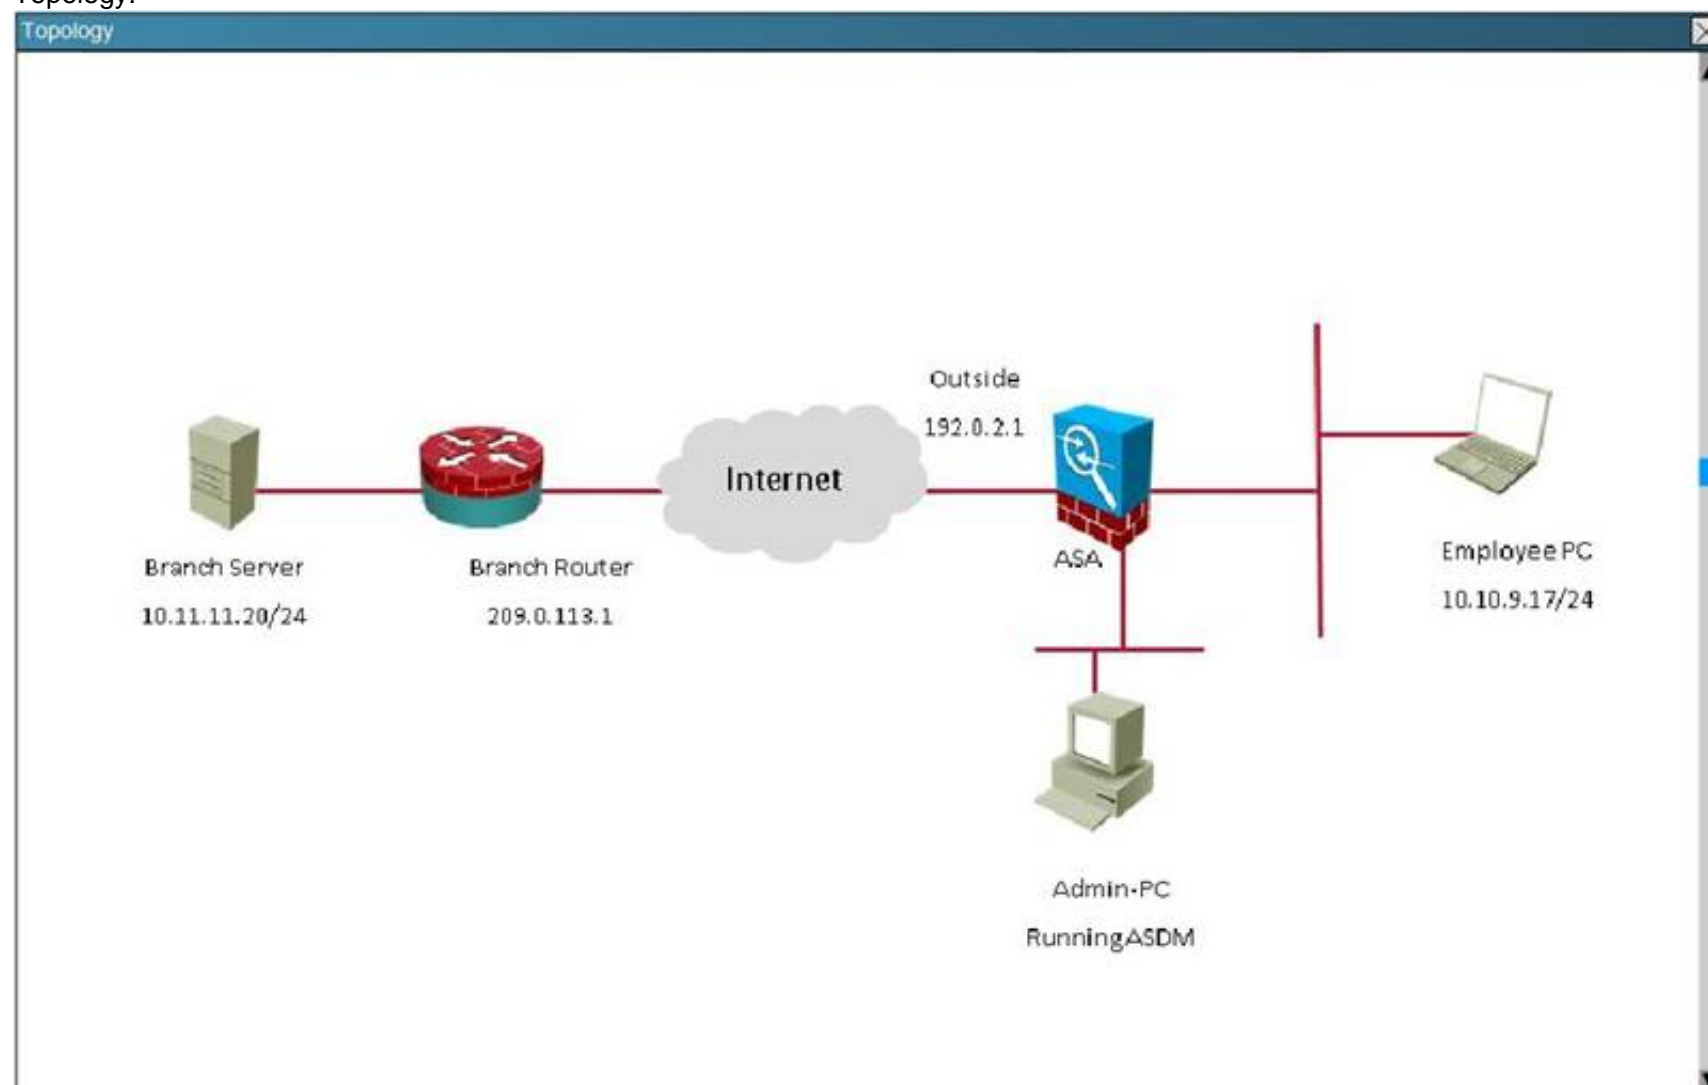 Topology:
Topology
Outside
192.0.2.1
Internet
ASA
Branch Server
10.11.11.20/24
Branch Router
209.0.113.1
Employee PC
10.10.9.17/24
Admin-PC
RunningASDM